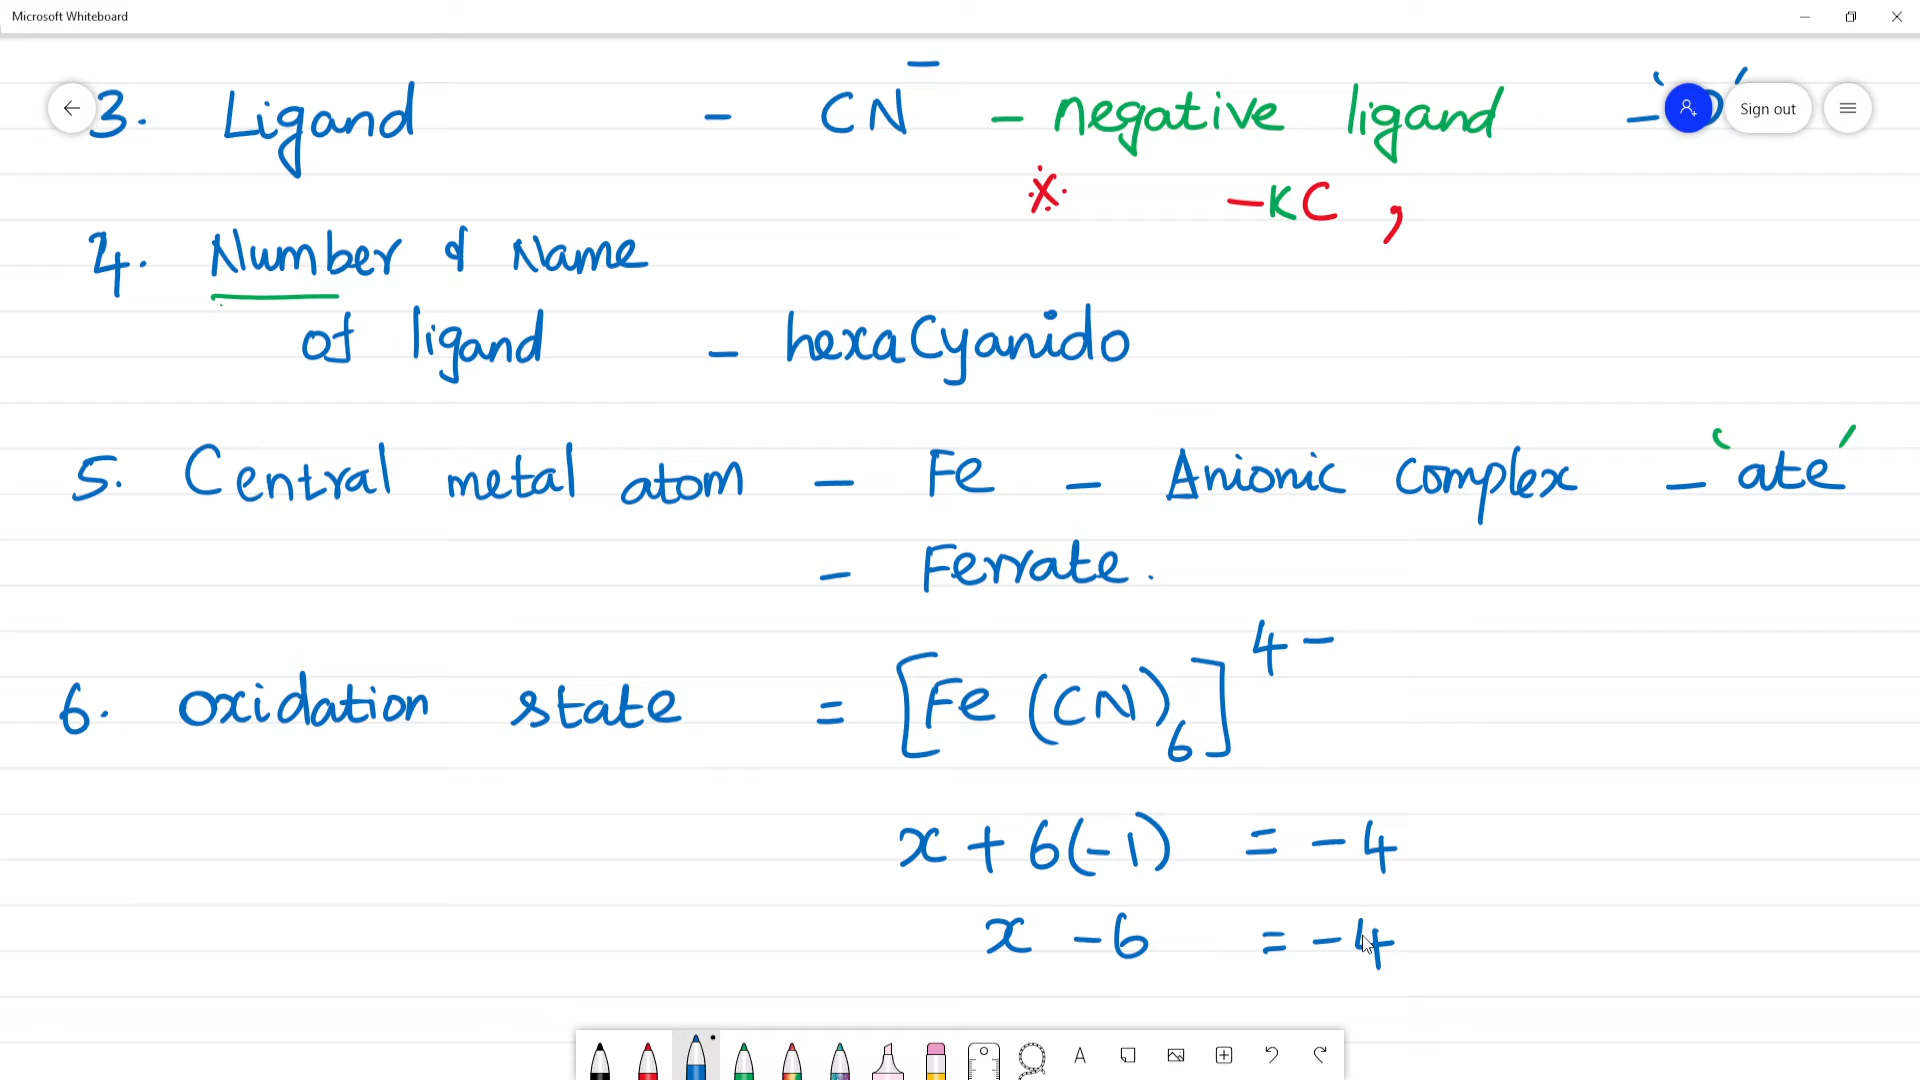 Microsoft Whiteboard
3. Ligand - CN⁻ - negative ligand -
Sign out
-KC ,
4. Number & Name
of ligand - hexaCyanido
5. Central metal atom - Fe - Anionic Complex - 'ate'
- Ferrate.
6. oxidation state = [Fe(CN)₆]⁴⁻
x + 6(-1) = -4
x - 6 = -4